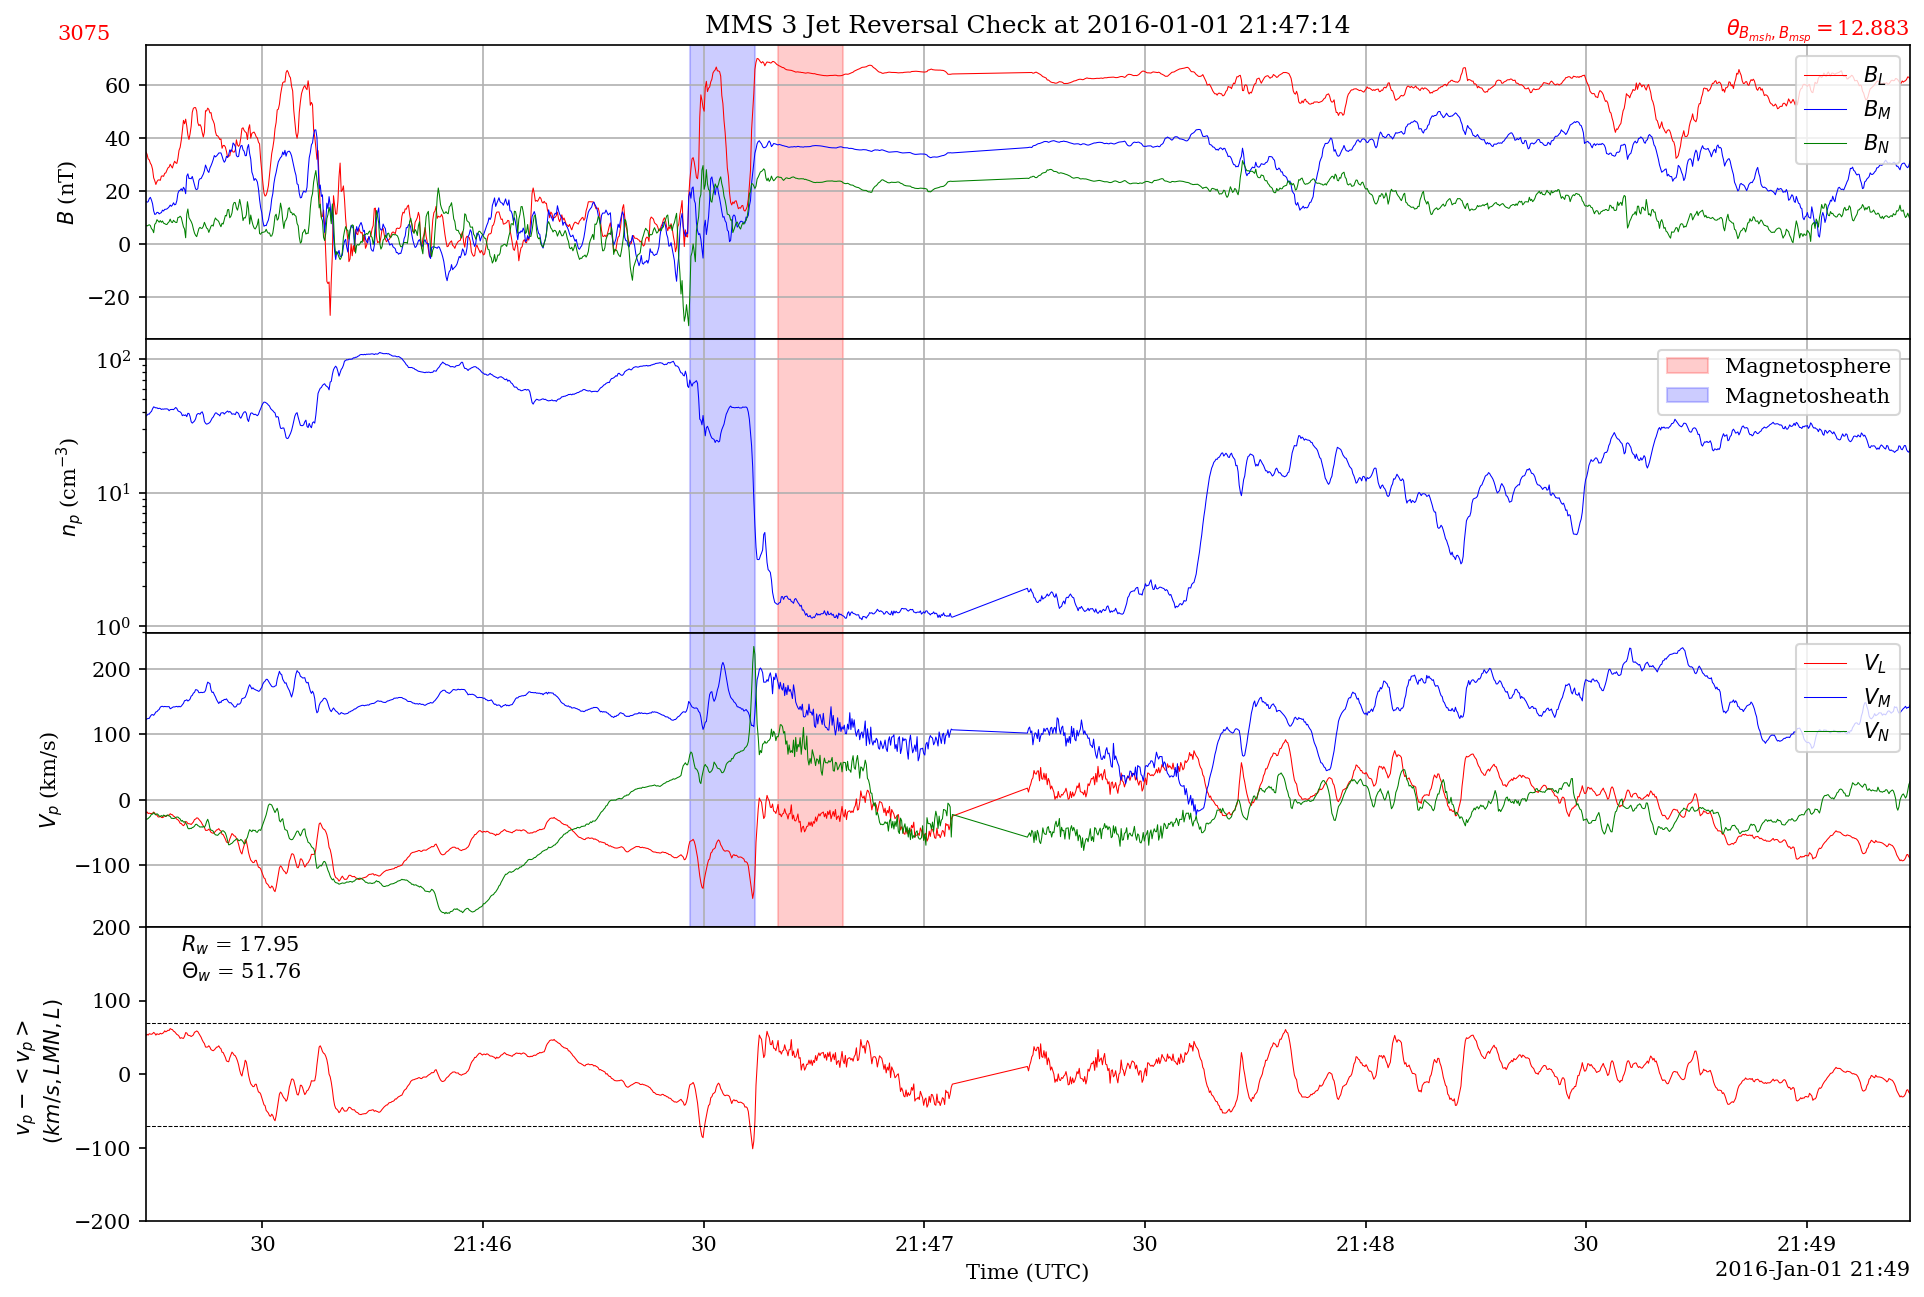 MMS 3 Jet Reversal Check at 2016-01-01 21:47:14
3075
θ_{B_{msh}, B_{msp}} = 12.883
B (nT)
60
40
20
0
−20
B_L
B_M
B_N
n_p (cm^{−3})
10^2
10^1
10^0
Magnetosphere
Magnetosheath
V_p (km/s)
200
100
0
−100
V_L
V_M
V_N
v_p − < v_p >
(km/s, LMN, L)
200
100
0
−100
−200
R_w = 17.95
Θ_w = 51.76
30
21:46
30
21:47
30
21:48
30
21:49
Time (UTC)
2016-Jan-01 21:49